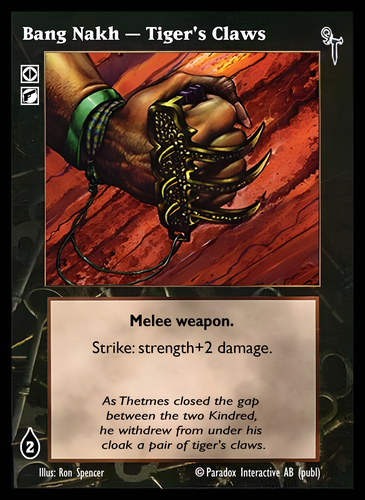 Bang Nakh — Tiger's Claws
Melee weapon.
Strike: strength+2 damage.
As Thetmes closed the gap
between the two Kindred,
he withdrew from under his
cloak a pair of tiger's claws.
2
Illus: Ron Spencer © Paradox Interactive AB (publ)